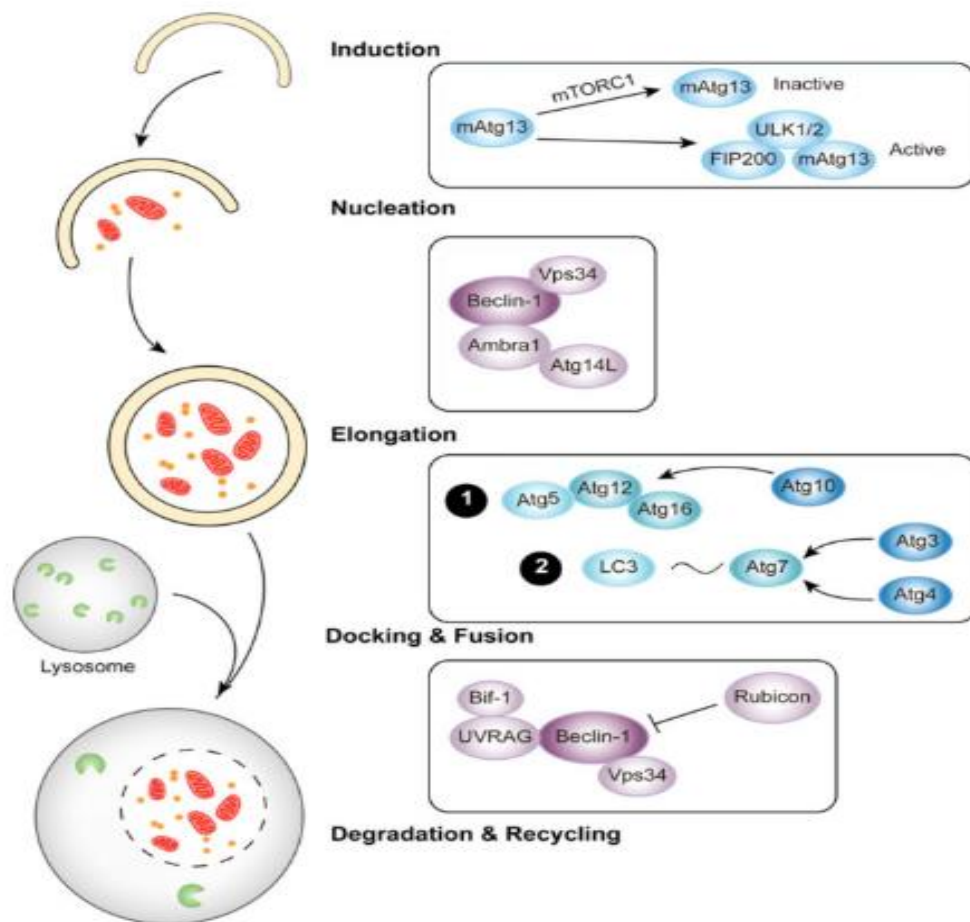 Induction
mTORC1
mAtg13
Inactive
mAtg13
ULK1/2
FIP200
mAtg13
Active
Nucleation
Vps34
Beclin-1
Ambra1
Atg14L
Elongation
1
Atg5
Atg12
Atg16
Atg10
2
LC3
Atg7
Atg3
Atg4
Lysosome
Docking & Fusion
Bif-1
UVRAG
Beclin-1
Vps34
Rubicon
Degradation & Recycling